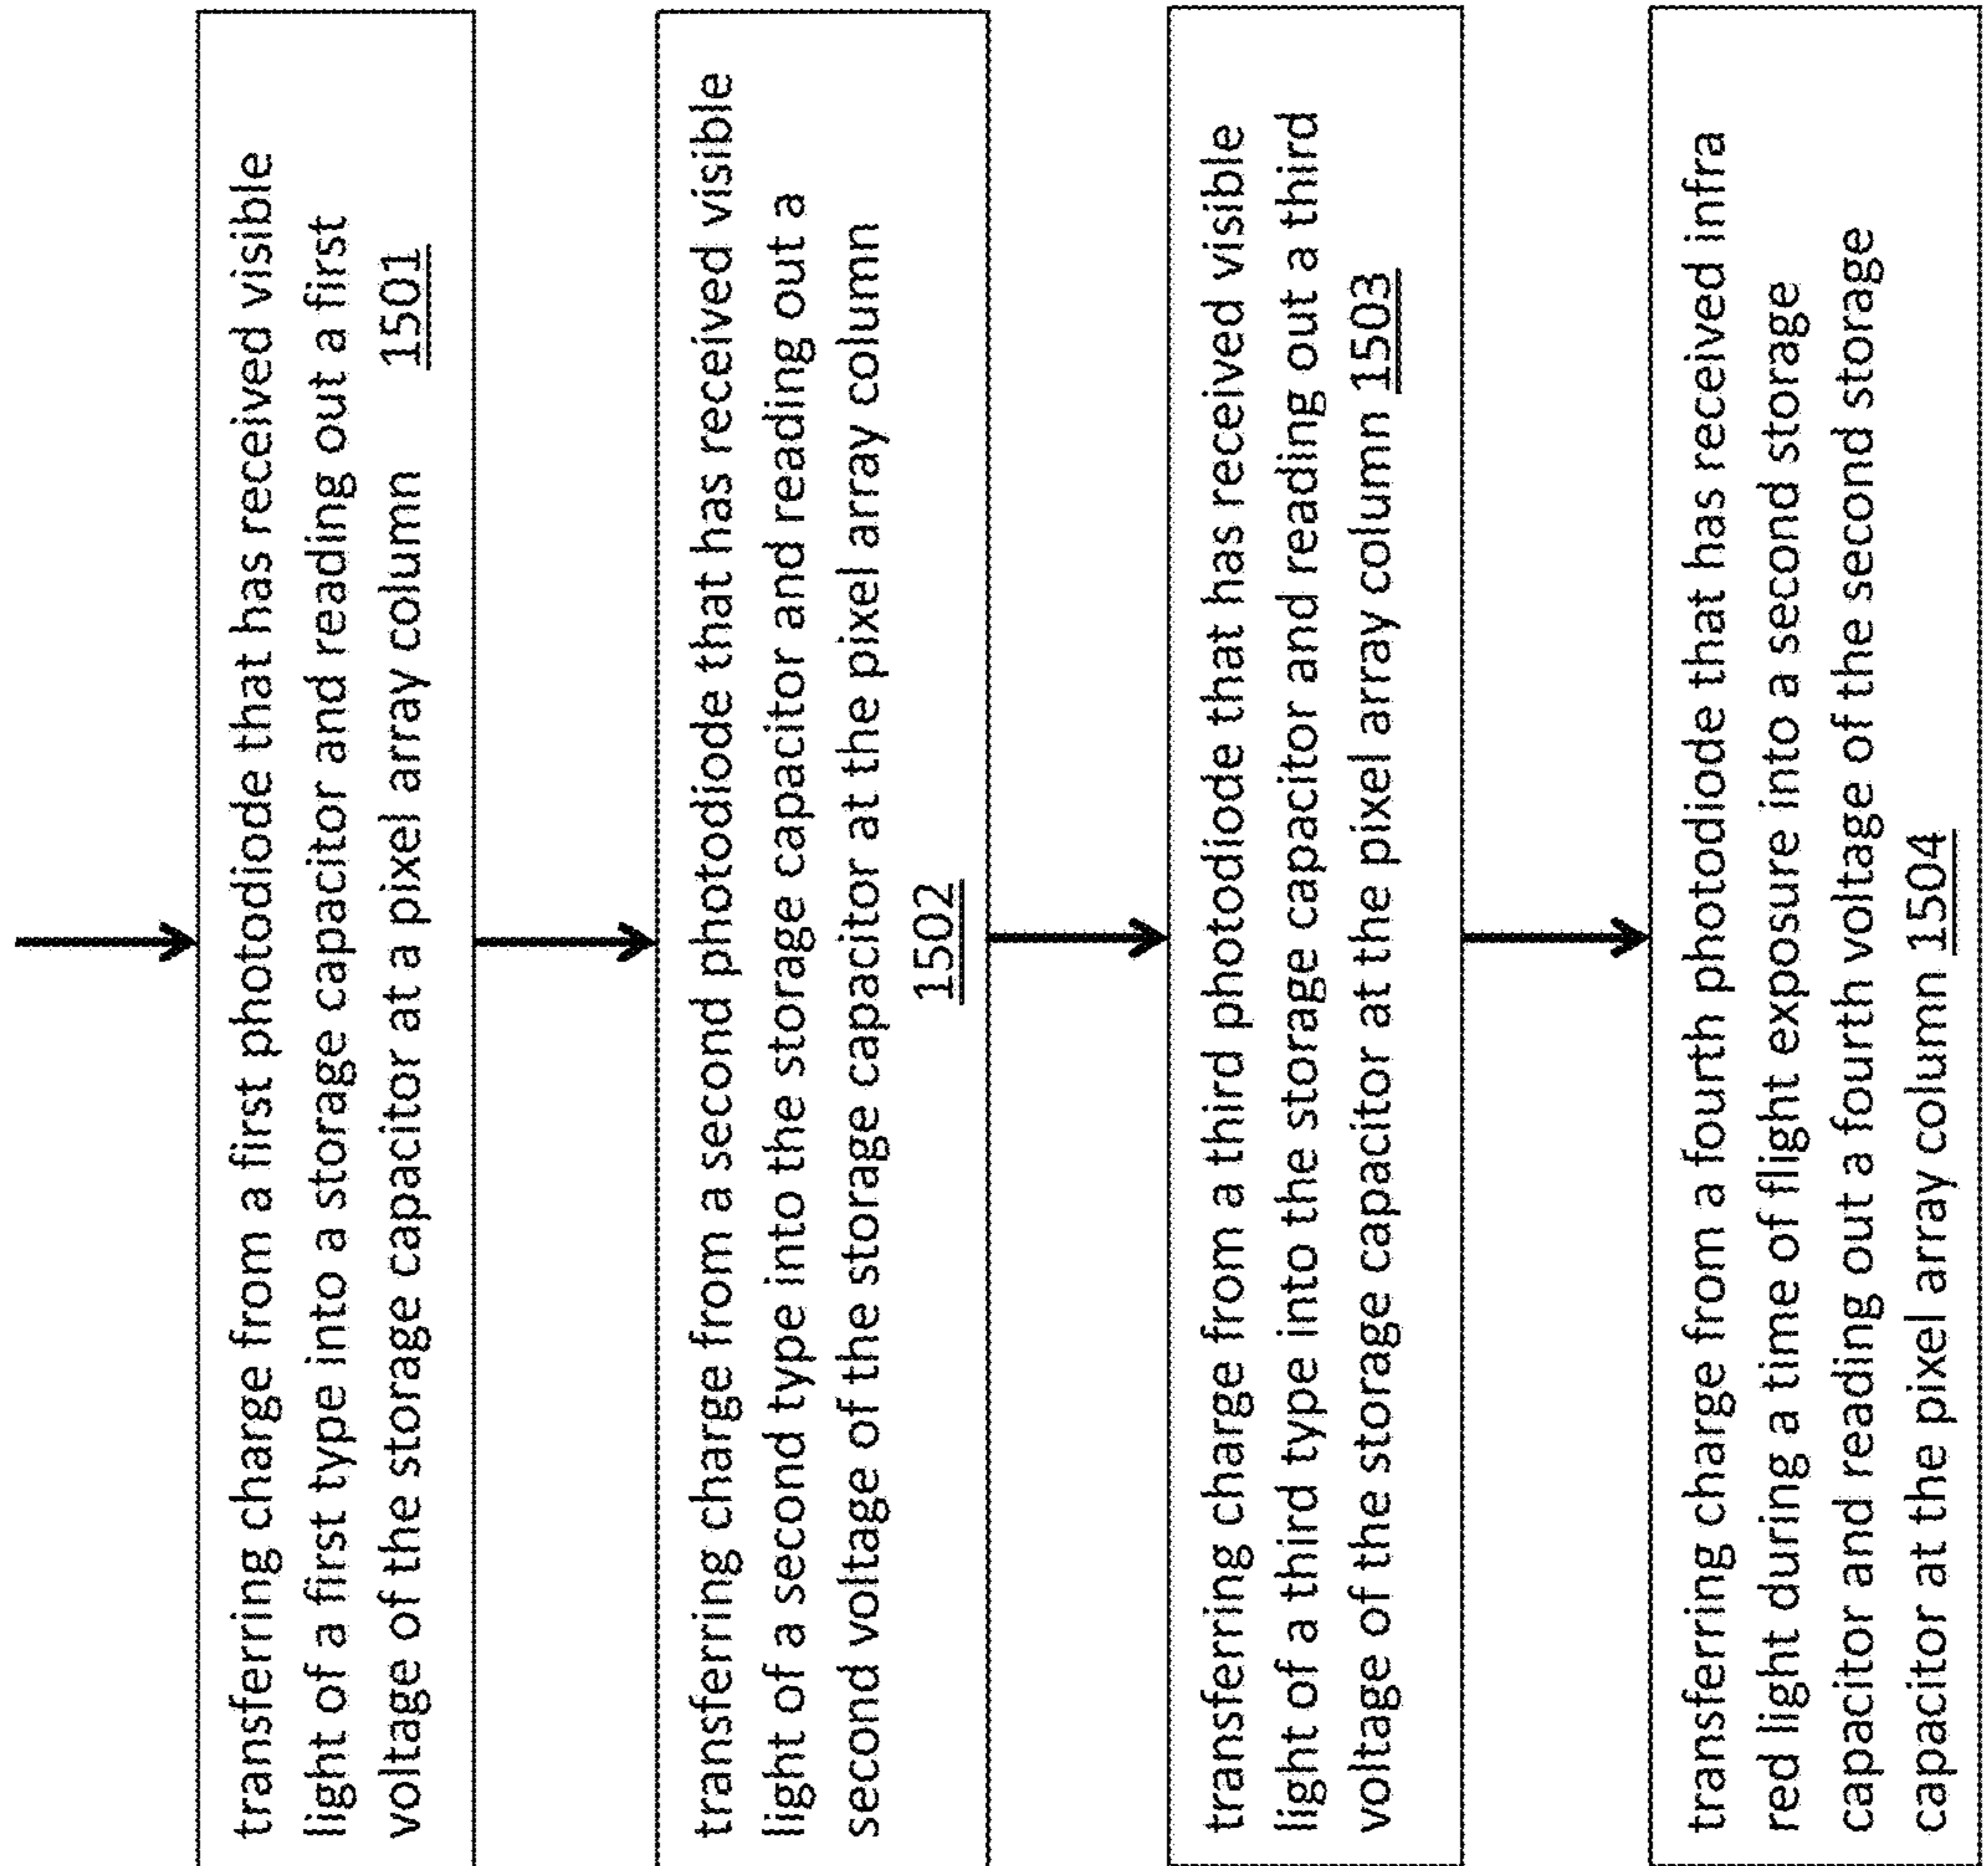 transferring charge from a first photodiode that has received visible
light of a first type into a storage capacitor and reading out a first
voltage of the storage capacitor at a pixel array column 1501
transferring charge from a second photodiode that has received visible
light of a second type into the storage capacitor and reading out a
second voltage of the storage capacitor at the pixel array column
1502
transferring charge from a third photodiode that has received visible
light of a third type into the storage capacitor and reading out a third
voltage of the storage capacitor at the pixel array column 1503
transferring charge from a fourth photodiode that has received infra
red light during a time of flight exposure into a second storage
capacitor and reading out a fourth voltage of the second storage
capacitor at the pixel array column 1504